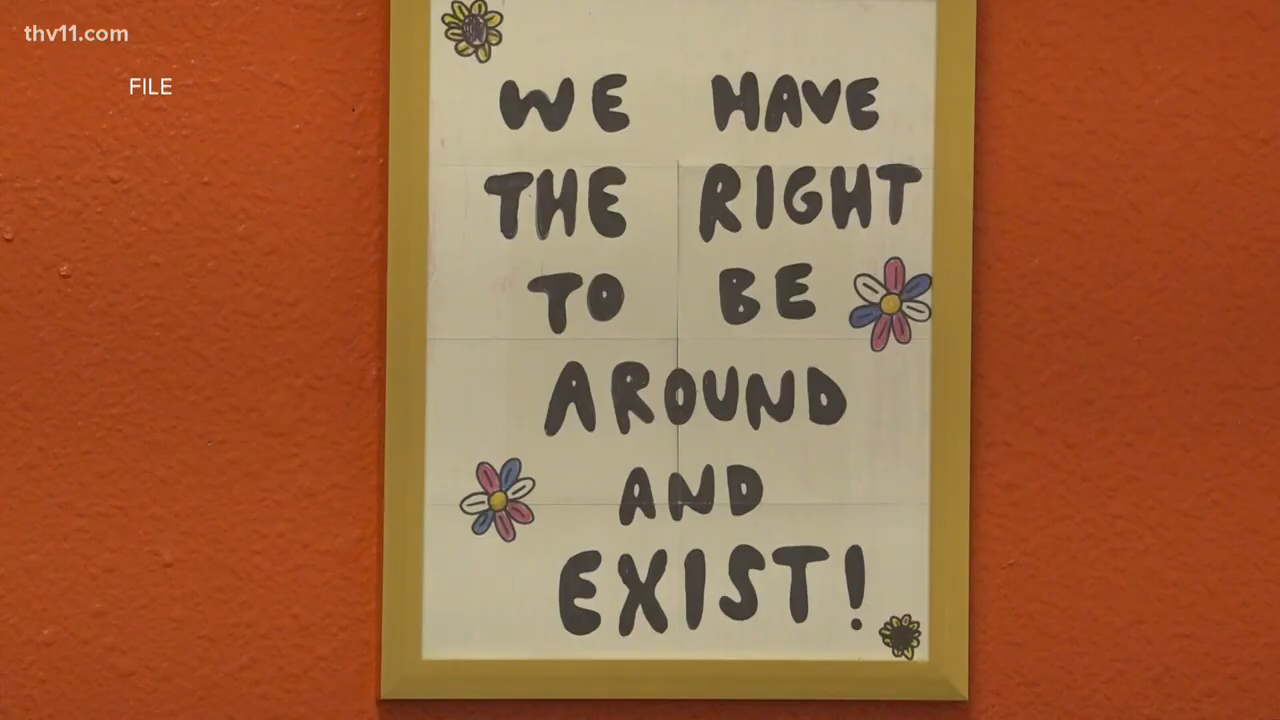 thv11.com
FILE
WE HAVE
THE RIGHT
TO BE
AROUND
AND
EXIST!